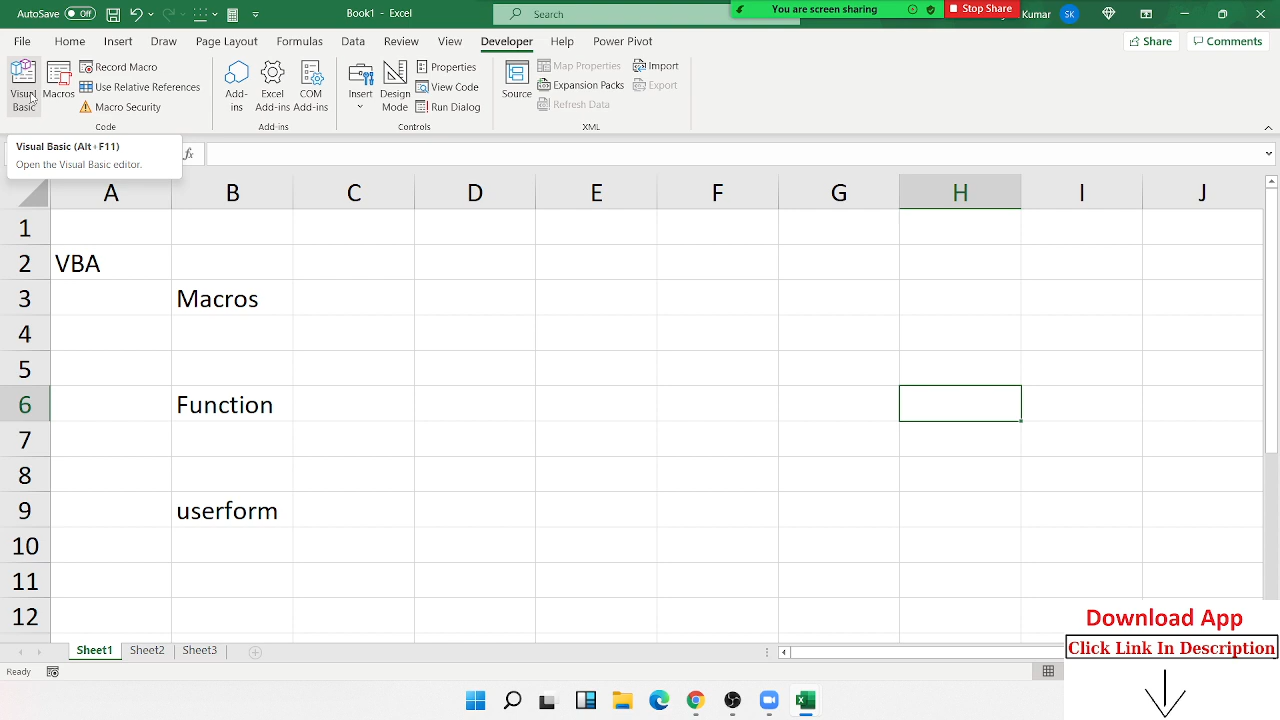 AutoSave Off
Book1 - Excel
Search
You are screen sharing
Stop Share
Kumar SK
File Home Insert Draw Page Layout Formulas Data Review View Developer Help Power Pivot
Share Comments
Visual Basic
Macros
Record Macro
Use Relative References
Macro Security
Code
Add-ins
Excel Add-ins
COM Add-ins
Add-ins
Insert
Design Mode
Properties
View Code
Run Dialog
Controls
Source
Map Properties
Expansion Packs
Refresh Data
Import
Export
XML
Visual Basic (Alt+F11)
Open the Visual Basic editor.
fx
A B C D E F G H I J
1
2 VBA
3 Macros
4
5
6 Function
7
8
9 userform
10
11
12
Download App
Click Link In Description
Sheet1 Sheet2 Sheet3
Ready